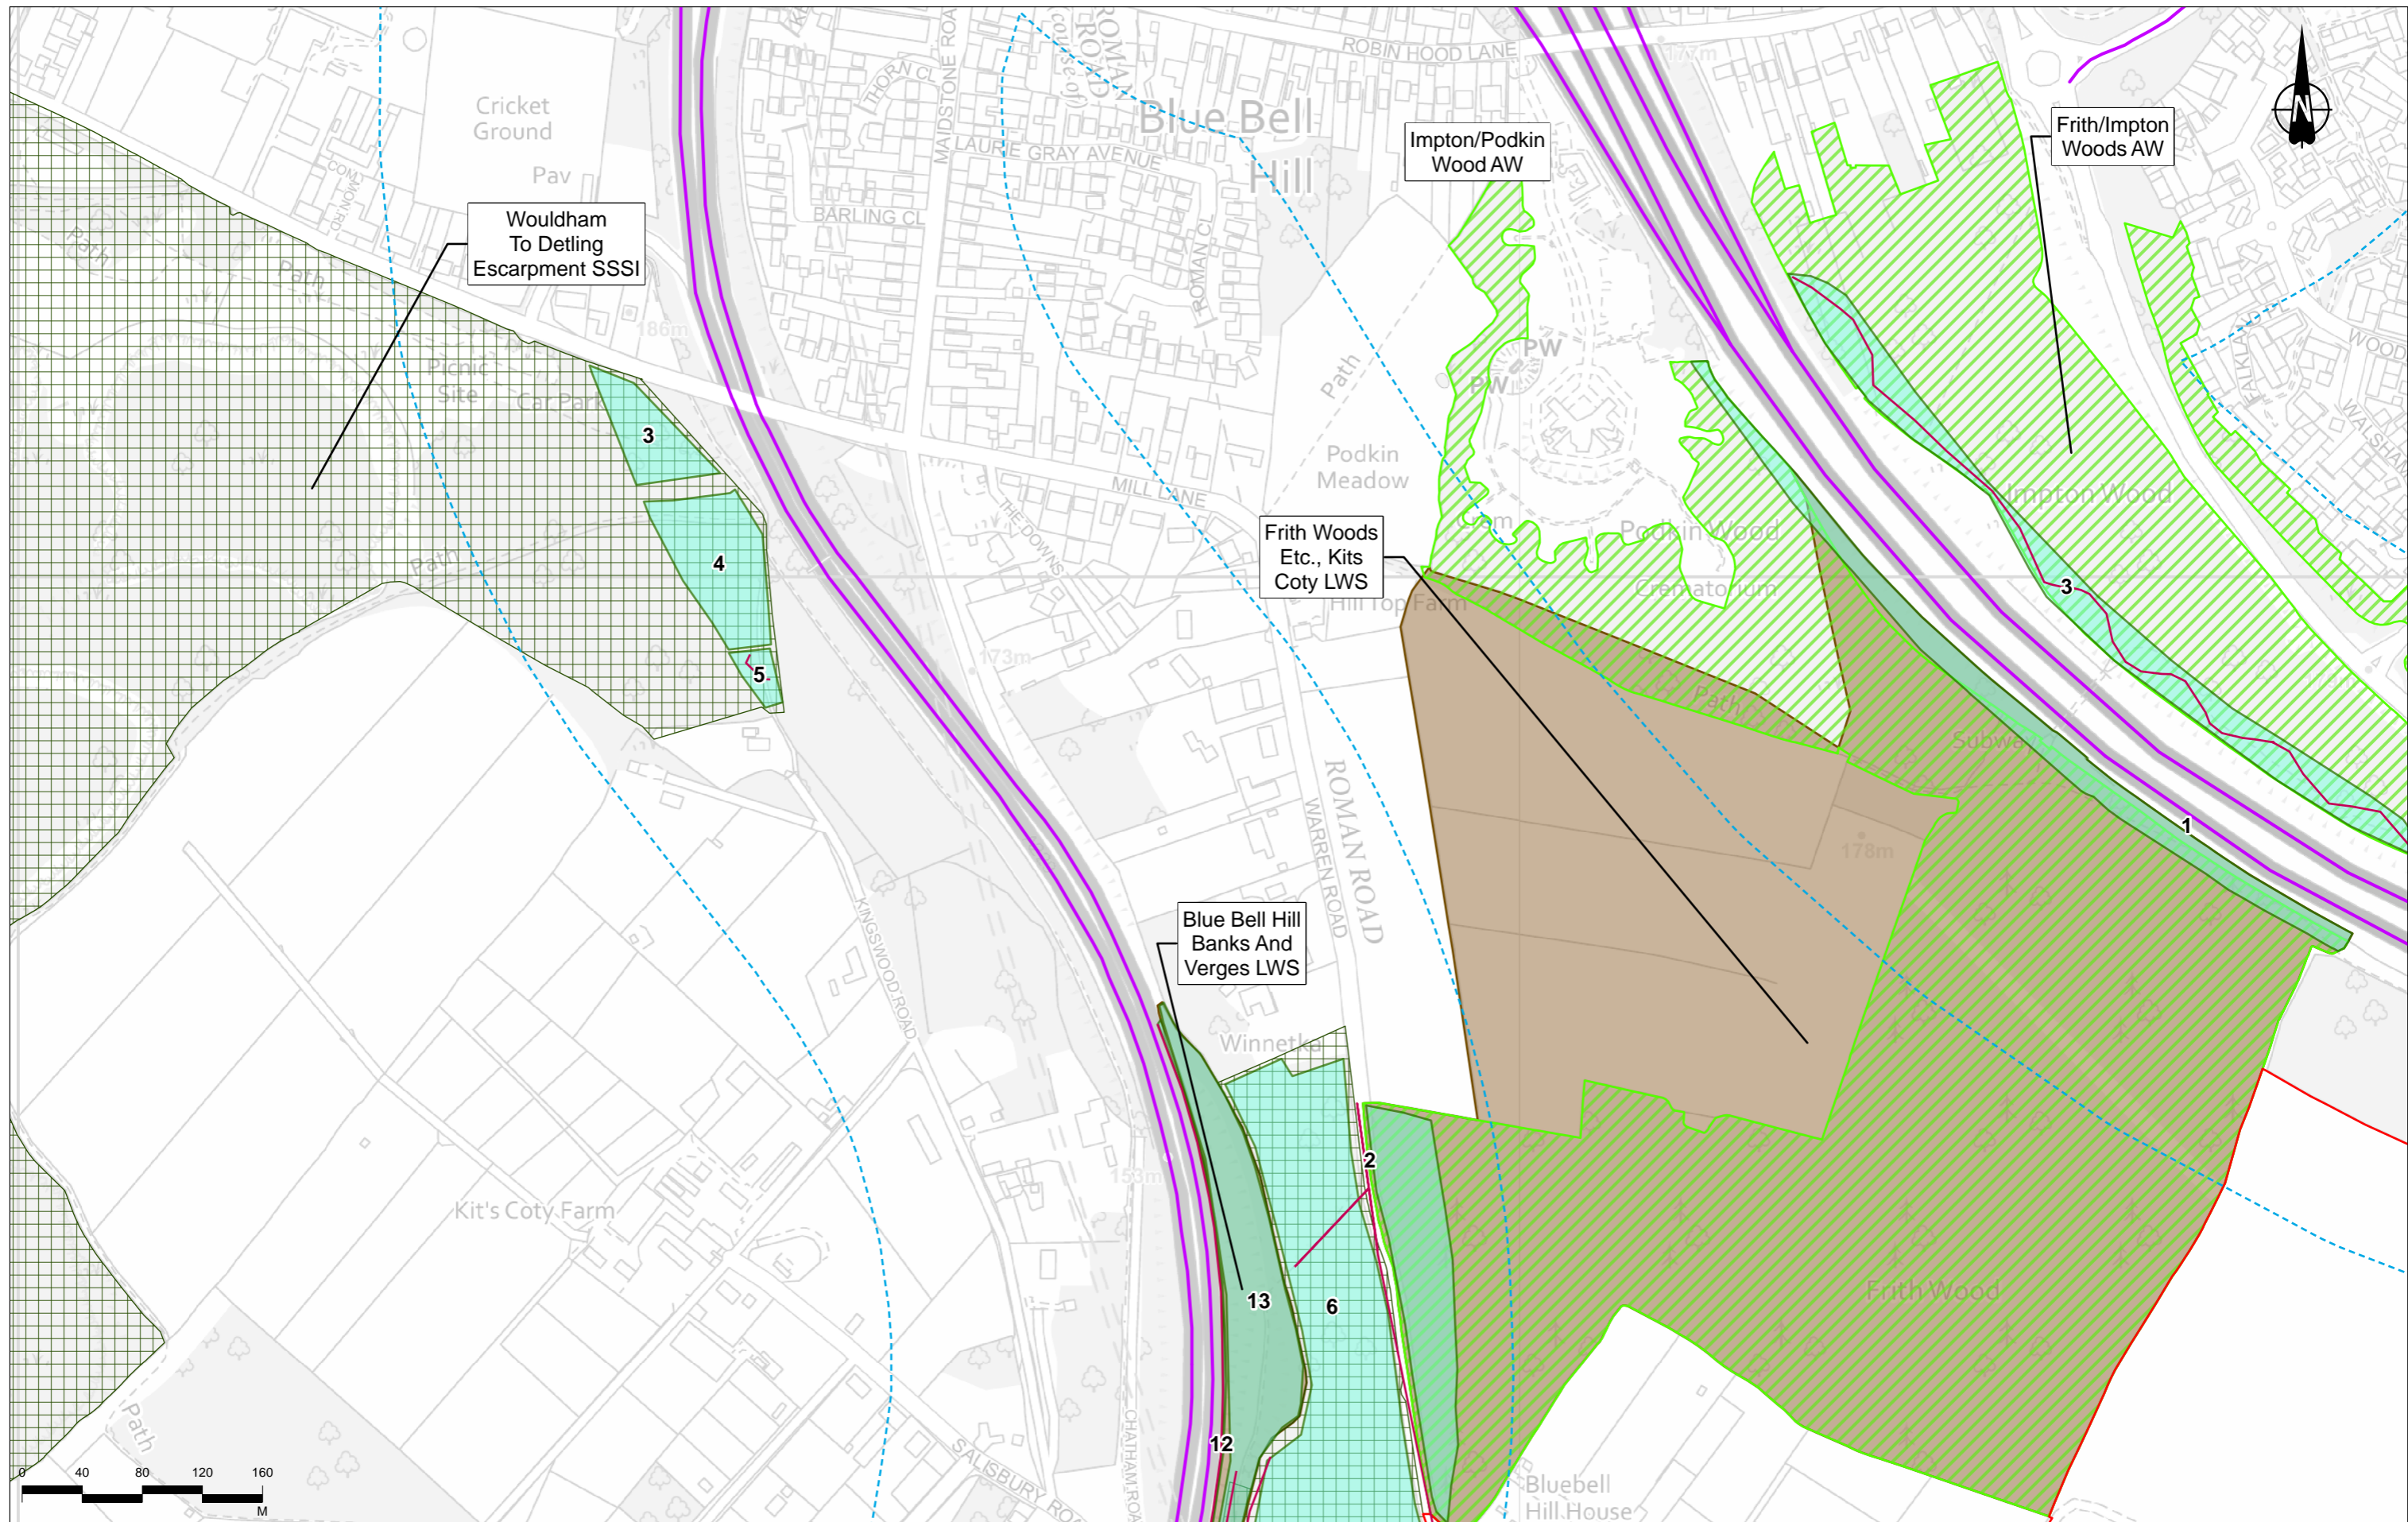 ROBIN HOOD LANE
177m
ROMAN
ROAD
(course of)
THORN CL
MAIDSTONE ROAD
Cricket
Ground
Pav
COMMON RD
Blue Bell
Hill
LAURIE GRAY AVENUE
BARLING CL
ROMAN CL
Impton/Podkin
Wood AW
Frith/Impton
Woods AW
N
Wouldham
To Detling
Escarpment SSSI
Path
Path
186m
Picnic
Site
Car Park
3
4
5
Path
Path
PW
PW
Podkin
Meadow
MILL LANE
THE DOWNS
Crem
Podkin Wood
Crematorium
Impton Wood
3
Frith Woods
Etc., Kits
Coty LWS
Hill Top Farm
173m
Path
Subway
1
178m
ROMAN ROAD
WARREN ROAD
KINGSWOOD ROAD
Blue Bell Hill
Banks And
Verges LWS
Winnetka
2
153m
Kit's Coty Farm
13
6
Frith Wood
12
Path
SALISBURY ROAD
CHATHAM ROAD
Bluebell
Hill House
0 40 80 120 160
M